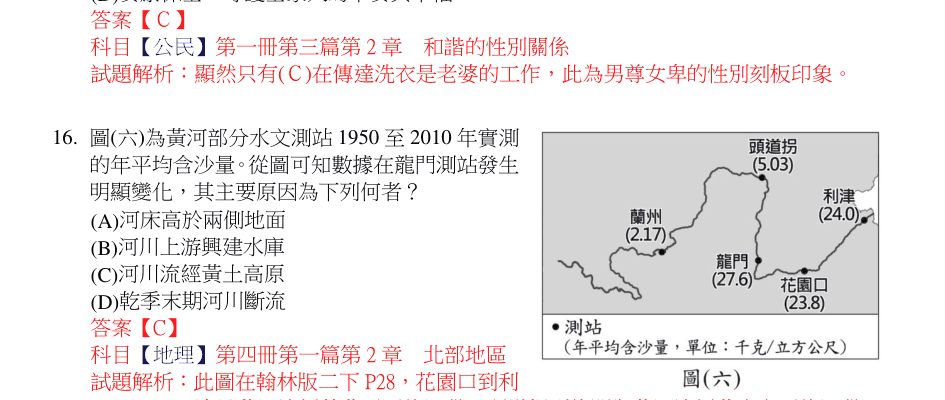 答案【C】
科目【公民】第一冊第三篇第2章　和諧的性別關係
試題解析：顯然只有(C)在傳達洗衣是老婆的工作，此為男尊女卑的性別刻板印象。
16. 圖(六)為黃河部分水文測站 1950 至 2010 年實測
的年平均含沙量。從圖可知數據在龍門測站發生
明顯變化，其主要原因為下列何者？
(A)河床高於兩側地面
(B)河川上游興建水庫
(C)河川流經黃土高原
(D)乾季末期河川斷流
答案【C】
科目【地理】第四冊第一篇第2章　北部地區
試題解析：此圖在翰林版二下 P28，花園口到利
頭道拐
(5.03)
利津
(24.0)
蘭州
(2.17)
龍門
(27.6)
花園口
(23.8)
●測站
（年平均含沙量，單位：千克/立方公尺）
圖(六)